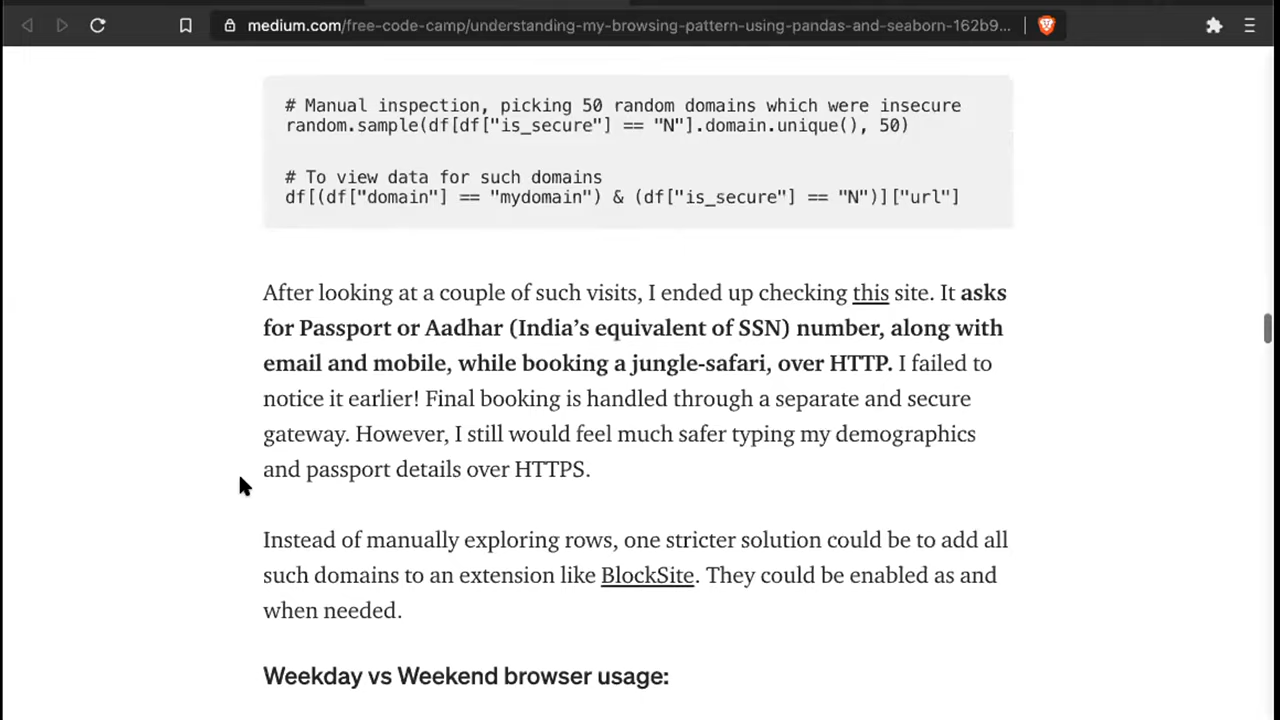 medium.com/free-code-camp/understanding-my-browsing-pattern-using-pandas-and-seaborn-162b9...
# Manual inspection, picking 50 random domains which were insecure
random.sample(df[df["is_secure"] == "N"].domain.unique(), 50)
# To view data for such domains
df[(df["domain"] == "mydomain") & (df["is_secure"] == "N")]["url"]
After looking at a couple of such visits, I ended up checking this site. It asks
for Passport or Aadhar (India’s equivalent of SSN) number, along with
email and mobile, while booking a jungle-safari, over HTTP. I failed to
notice it earlier! Final booking is handled through a separate and secure
gateway. However, I still would feel much safer typing my demographics
and passport details over HTTPS.
Instead of manually exploring rows, one stricter solution could be to add all
such domains to an extension like BlockSite. They could be enabled as and
when needed.
Weekday vs Weekend browser usage: